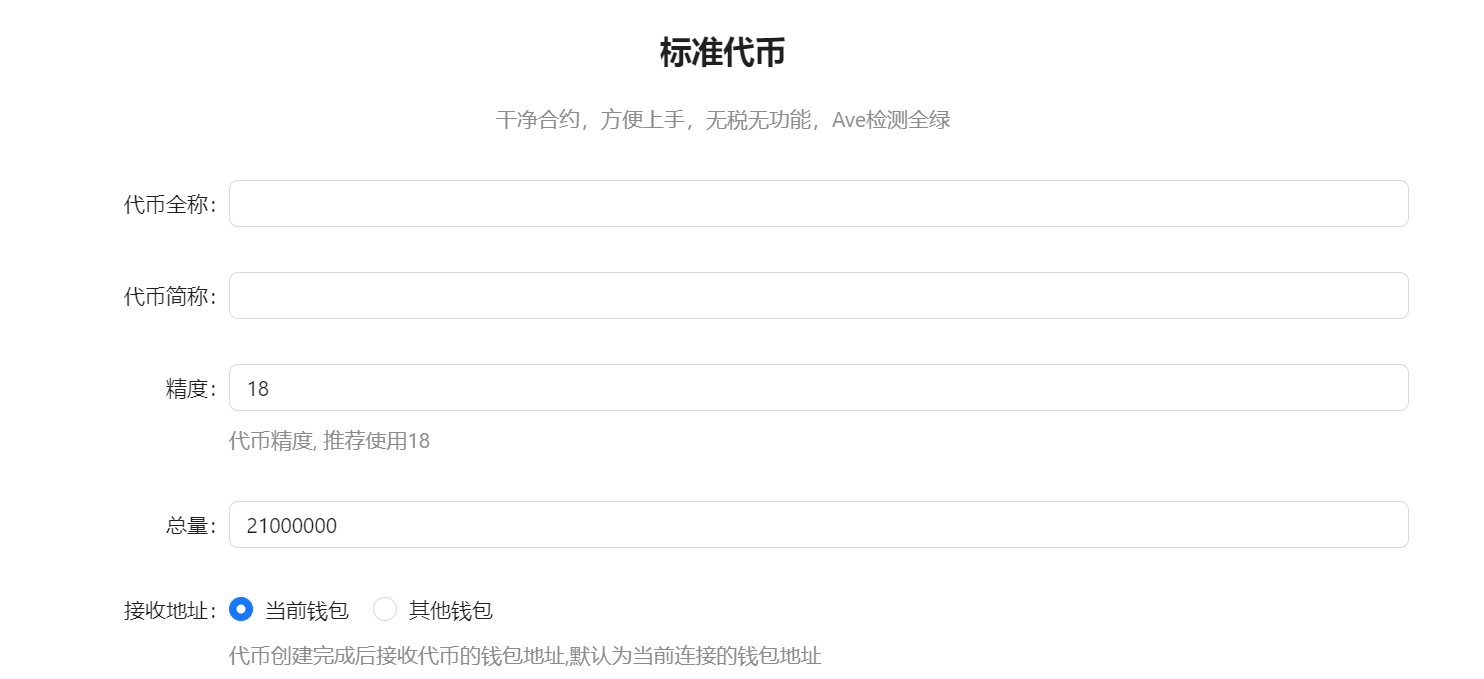 标准代币
干净合约，方便上手，无税无功能，Ave检测全绿
代币全称：
代币简称：
精度： 18
代币精度, 推荐使用18
总量： 21000000
接收地址： 当前钱包 其他钱包
代币创建完成后接收代币的钱包地址,默认为当前连接的钱包地址